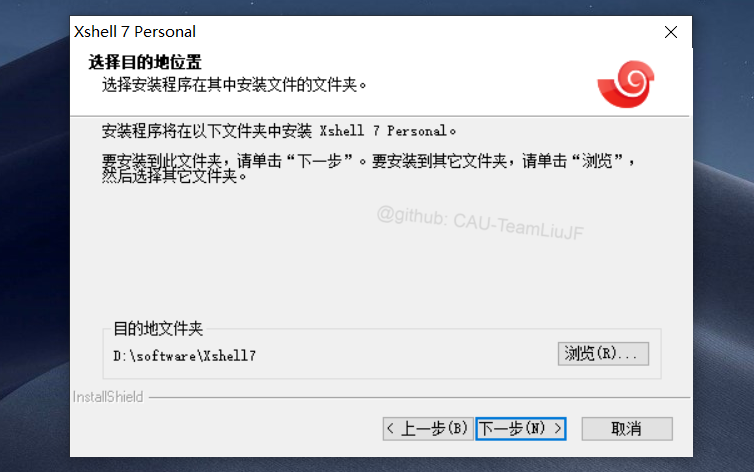 Xshell 7 Personal
选择目的地位置
选择安装程序在其中安装文件的文件夹。
安装程序将在以下文件夹中安装 Xshell 7 Personal。
要安装到此文件夹，请单击“下一步”。要安装到其它文件夹，请单击“浏览”，
然后选择其它文件夹。
@github: CAU-TeamLiuJF
目的地文件夹
D:\software\Xshell7
浏览(R)...
InstallShield
< 上一步(B)
下一步(N) >
取消